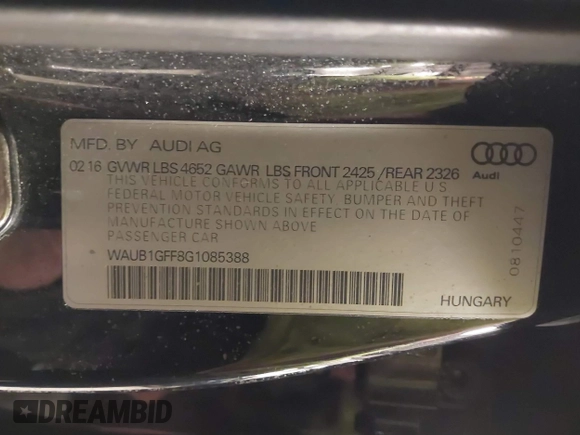 MFD. BY AUDI AG
02 16 GVWR LBS 4652 GAWR LBS FRONT 2425 /REAR 2326
THIS VEHICLE CONFORMS TO ALL APPLICABLE U S
FEDERAL MOTOR VEHICLE SAFETY, BUMPER AND THEFT
PREVENTION STANDARDS IN EFFECT ON THE DATE OF
MANUFACTURE SHOWN ABOVE
PASSENGER CAR
WAUB1GFF8G1085388
HUNGARY
Audi
0810447
DREAMBID